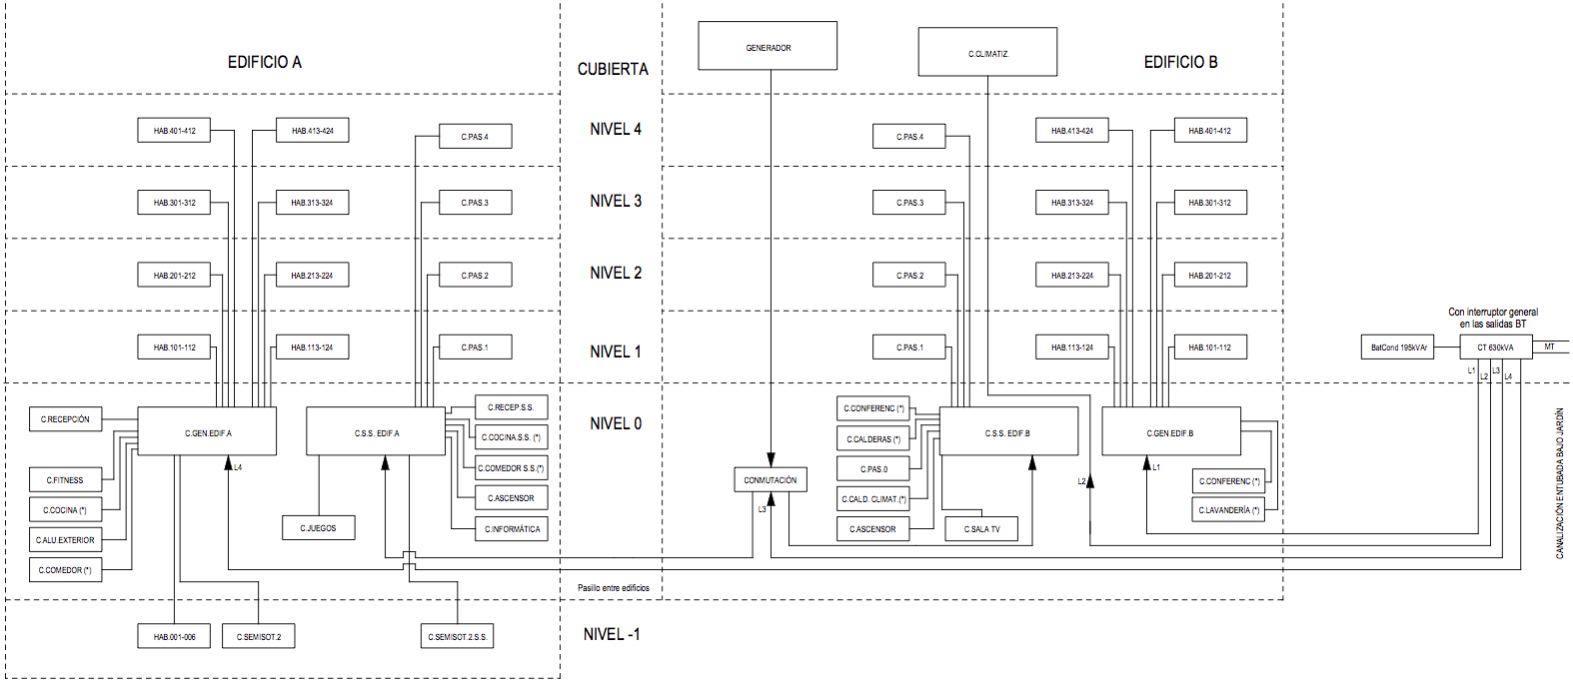 GENERADOR
C.CLIMATIZ.
EDIFICIO A
CUBIERTA
EDIFICIO B
HAB.401-412
HAB.413-424
C.PAS.4
NIVEL 4
C.PAS.4
HAB.413-424
HAB.401-412
HAB.301-312
HAB.313-324
C.PAS.3
NIVEL 3
C.PAS.3
HAB.313-324
HAB.301-312
HAB.201-212
HAB.213-224
C.PAS.2
NIVEL 2
C.PAS.2
HAB.213-224
HAB.201-212
Con interruptor general
en las salidas BT
HAB.101-112
HAB.113-124
C.PAS.1
NIVEL 1
C.PAS.1
HAB.113-124
HAB.101-112
BatCond 195kVAr
CT 630kVA
MT
L1
L2
L3
L4
C.RECEPCIÓN
C.GEN.EDIF.A
C.S.S. EDIF.A
C.RECEP.S.S.
C.COCINA.S.S. (*)
C.COMEDOR S.S.(*)
C.ASCENSOR
C.INFORMÁTICA
NIVEL 0
C.CONFERENC (*)
C.CALDERAS (*)
C.PAS.0
C.CALD. CLIMAT.(*)
C.ASCENSOR
C.S.S. EDIF.B
C.GEN.EDIF.B
L4
C.FITNESS
C.COCINA (*)
C.ALU.EXTERIOR
C.COMEDOR (*)
C.JUEGOS
CONMUTACIÓN
L3
C.SALA TV
L2
L1
C.CONFERENC (*)
C.LAVANDERÍA (*)
CANALIZACIÓN ENTUBADA BAJO JARDÍN
Pasillo entre edificios
HAB.001-006
C.SEMISOT.2
C.SEMISOT.2.S.S.
NIVEL -1